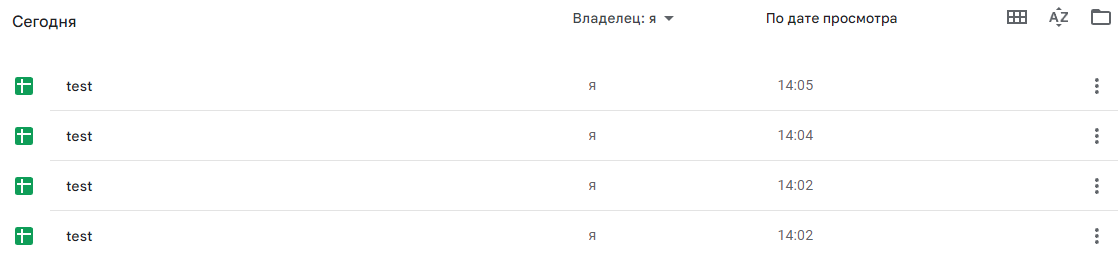 Сегодня Владелец: я По дате просмотра AZ
test я 14:05
test я 14:04
test я 14:02
test я 14:02